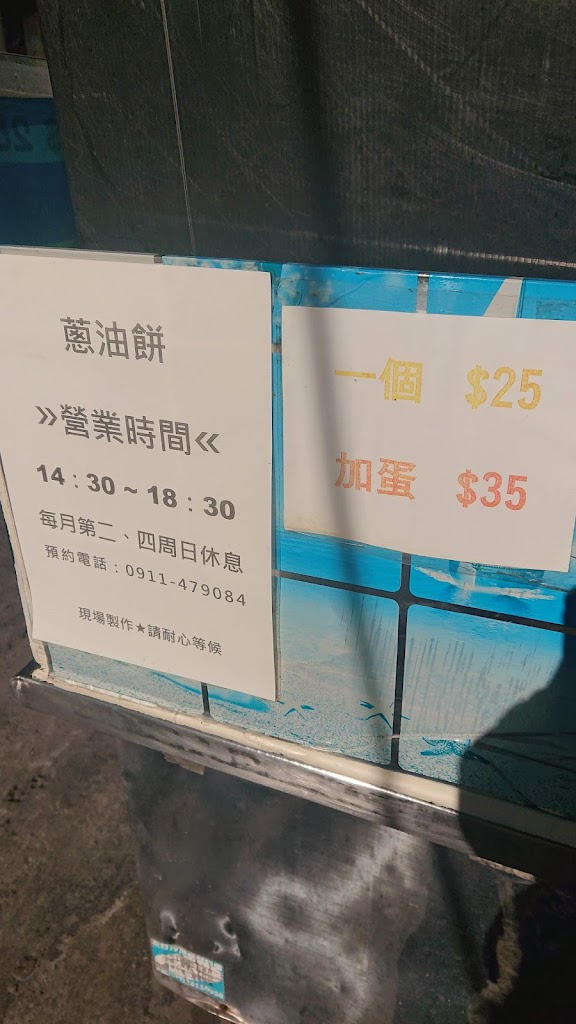 蔥油餅
»營業時間«
14：30 ~ 18：30
每月第二、四周日休息
預約電話：0911-479084
現場製作★請耐心等候
一個 $25
加蛋 $35